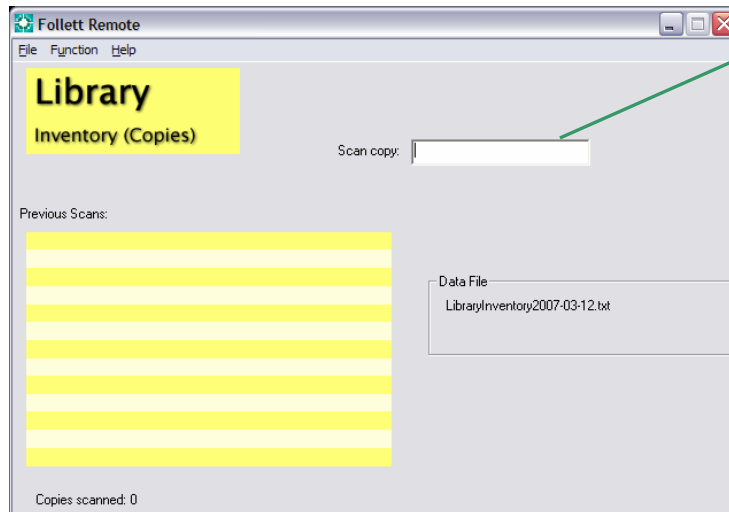 Follett Remote
File Function Help
Library
Inventory (Copies)
Scan copy:
Previous Scans:
Data File
LibraryInventory2007-03-12.txt
Copies scanned: 0